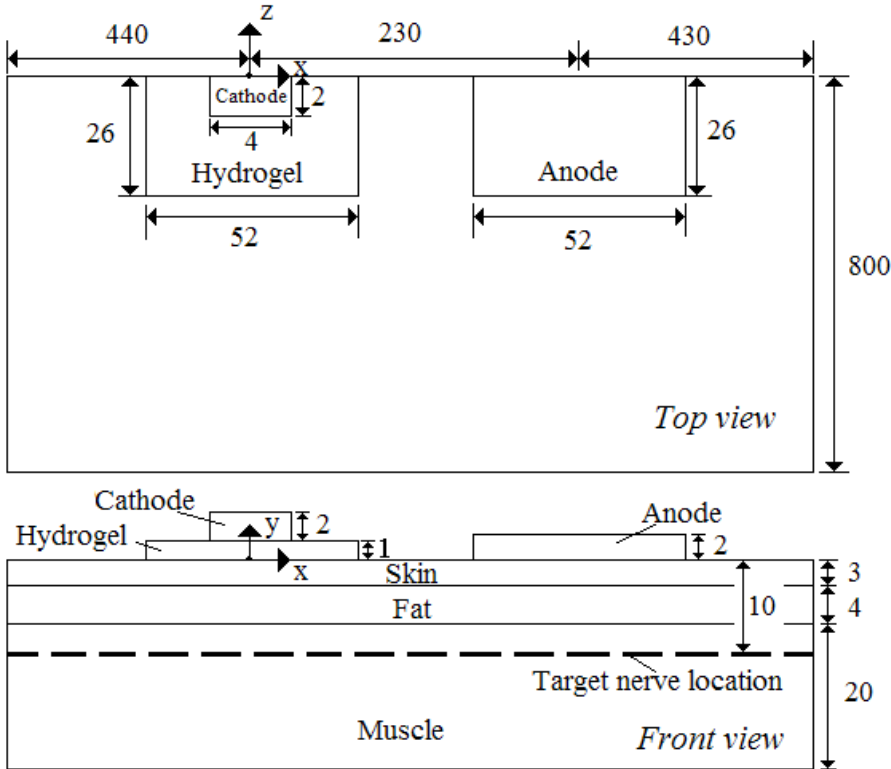 z
440
230
430
x
Cathode
2
26
4
26
Hydrogel
Anode
52
52
800
Top view
Cathode
Anode
Hydrogel
y
2
1
2
x
Skin
3
10
Fat
4
Target nerve location
20
Muscle
Front view